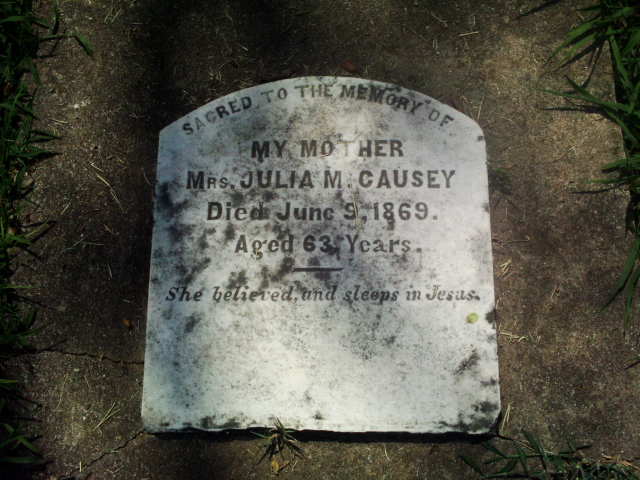 SACRED TO THE MEMORY OF
MY MOTHER
MRS. JULIA M. CAUSEY
Died June 9, 1869.
Aged 63 Years.
She believed, and sleeps in Jesus.